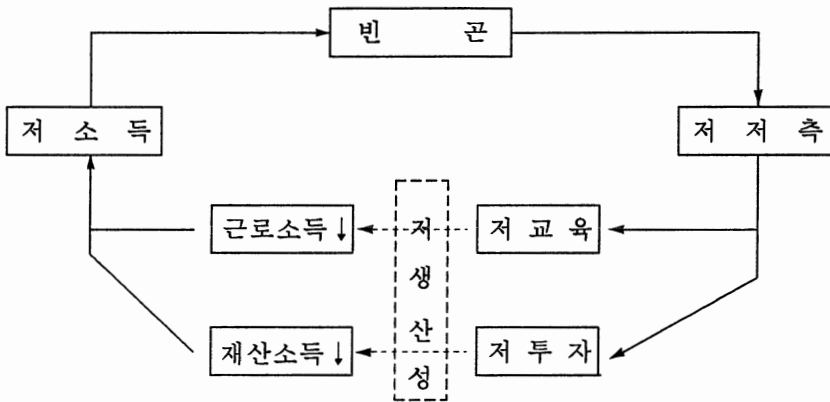 빈 곤
저 소 득
저 저 측
근로소득↓
저 교 육
재산소득↓
저 투 자
저
생
산
성